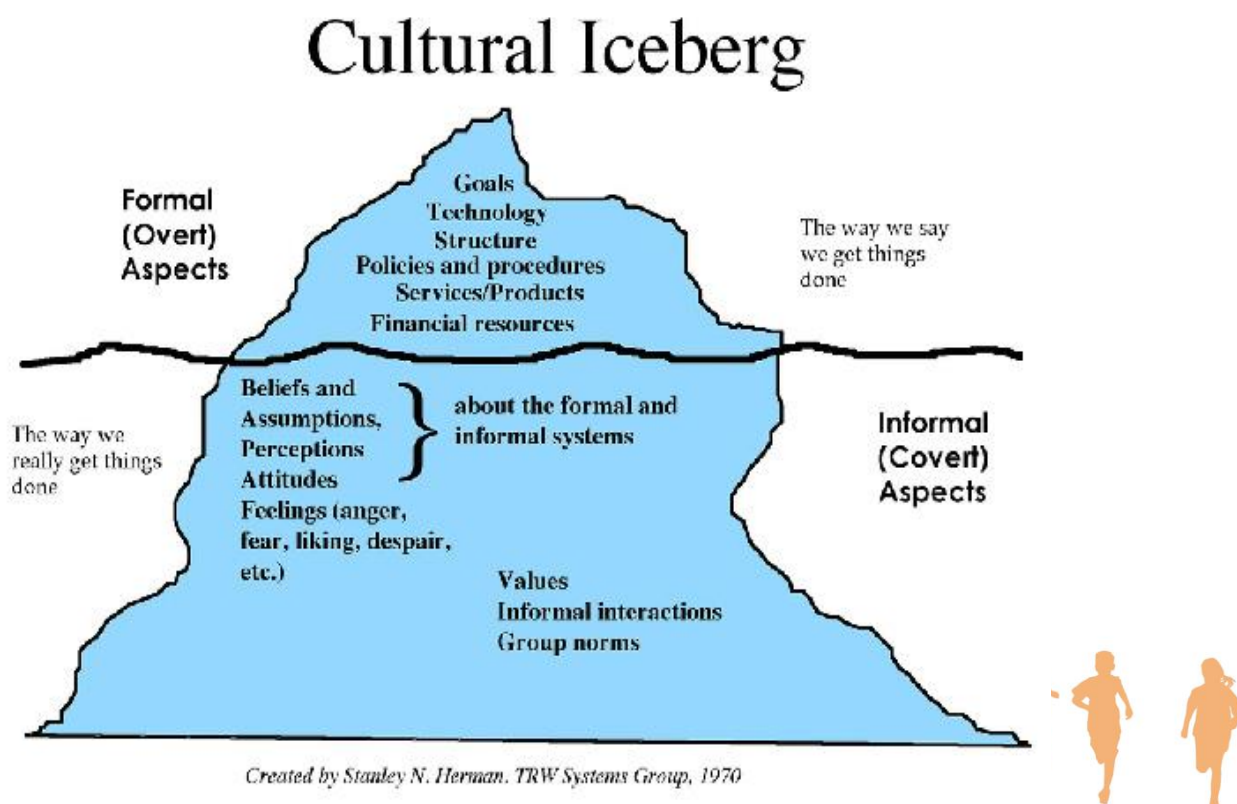 Cultural Iceberg
Formal
(Overt)
Aspects
Goals
Technology
Structure
Policies and procedures
Services/Products
Financial resources
The way we say
we get things
done
The way we
really get things
done
Beliefs and
Assumptions,
Perceptions
Attitudes
Feelings (anger,
fear, liking, despair,
etc.)
about the formal and
informal systems
Values
Informal interactions
Group norms
Informal
(Covert)
Aspects
Created by Stanley N. Herman. TRW Systems Group, 1970